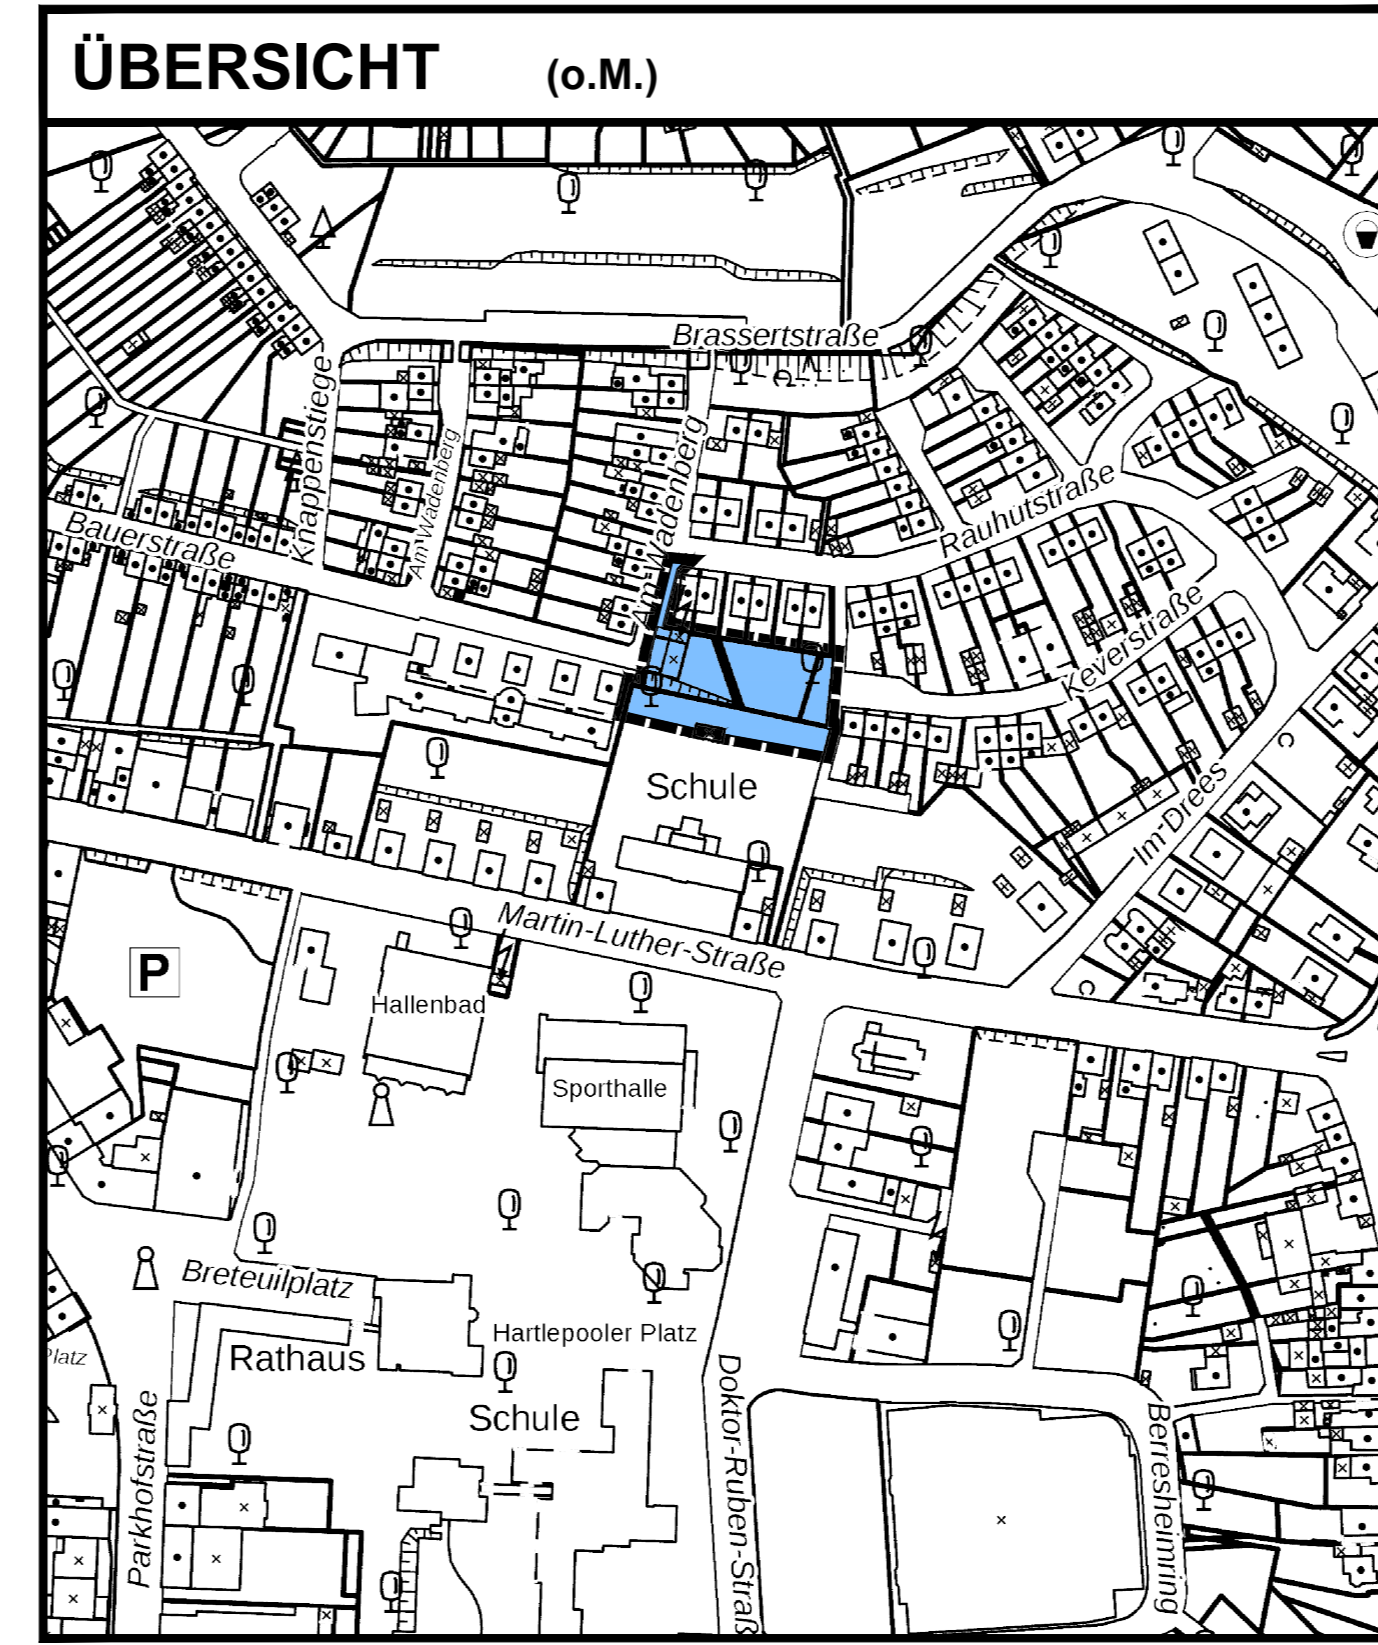 ÜBERSICHT (o.M.)
Brassertstraße
Knappenstiege
Am Wadenberg
Am Wadenberg
Rauhutstraße
Bauerstraße
Keyerstraße
Schule
Im Drees
Martin-Luther-Straße
P
Hallenbad
Sporthalle
Breteuilplatz
Hartlepooler Platz
Rathaus
Platz
Schule
Parkhofstraße
Doktor-Ruben-Straß
Berresheimring